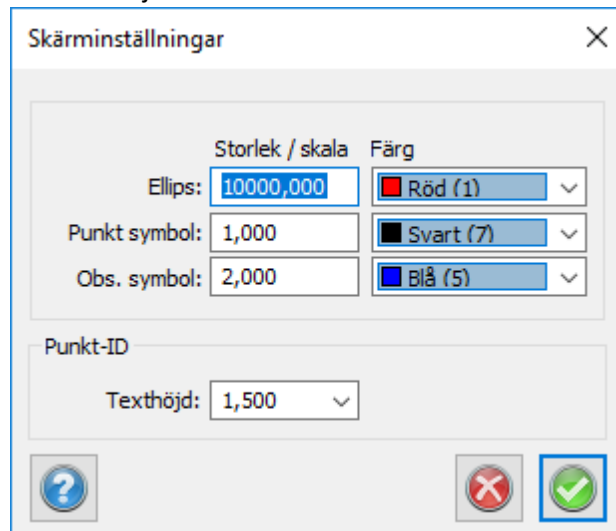 Skärminställningar
Storlek / skala Färg
Ellips: 10000,000 Röd (1)
Punkt symbol: 1,000 Svart (7)
Obs. symbol: 2,000 Blå (5)
Punkt-ID
Texthöjd: 1,500
?